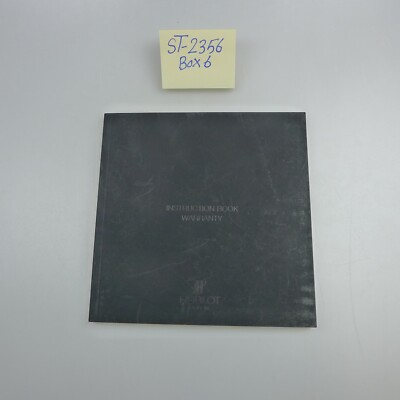 ST-2356
Box 6
INSTRUCTION BOOK
WARRANTY
HUBLOT